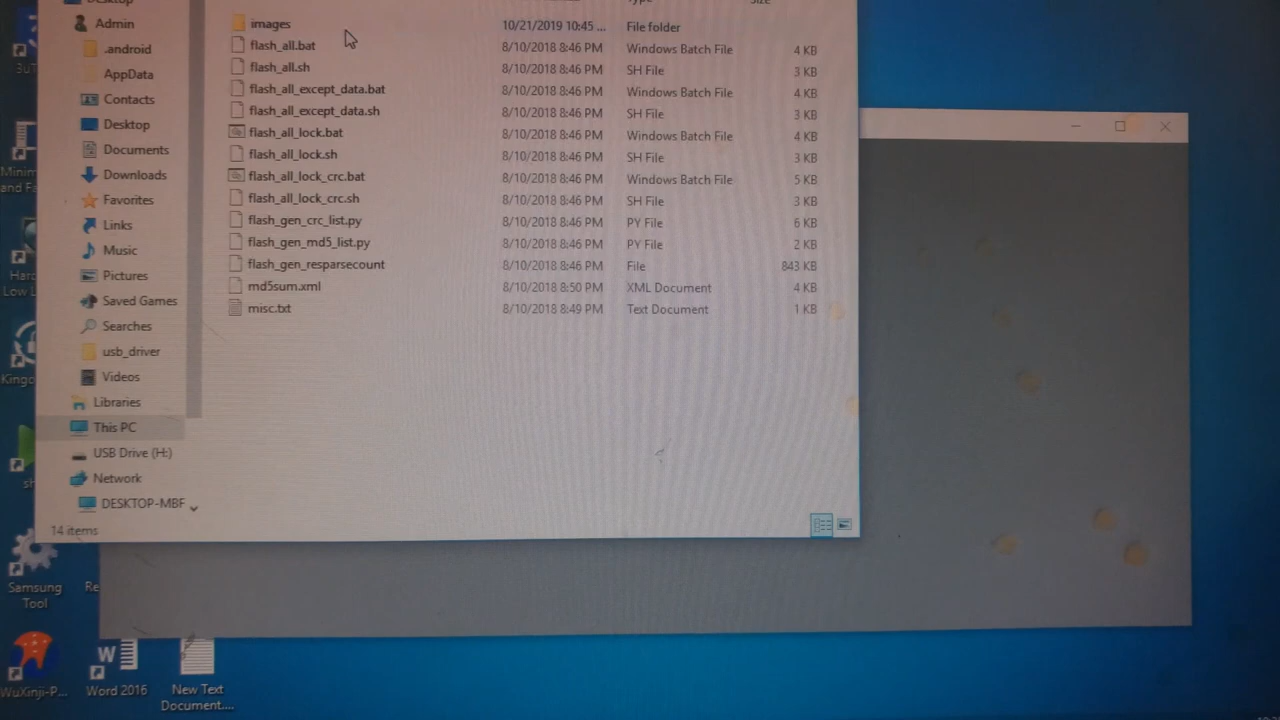 Admin
.android
AppData
Contacts
Desktop
Documents
Downloads
Favorites
Links
Music
Pictures
Saved Games
Searches
usb_driver
Videos
Libraries
This PC
USB Drive (H:)
Network
DESKTOP-MBF
14 items
images 10/21/2019 10:45 ... File folder
flash_all.bat 8/10/2018 8:46 PM Windows Batch File 4 KB
flash_all.sh 8/10/2018 8:46 PM SH File 3 KB
flash_all_except_data.bat 8/10/2018 8:46 PM Windows Batch File 4 KB
flash_all_except_data.sh 8/10/2018 8:46 PM SH File 3 KB
flash_all_lock.bat 8/10/2018 8:46 PM Windows Batch File 4 KB
flash_all_lock.sh 8/10/2018 8:46 PM SH File 3 KB
flash_all_lock_crc.bat 8/10/2018 8:46 PM Windows Batch File 5 KB
flash_all_lock_crc.sh 8/10/2018 8:46 PM SH File 3 KB
flash_gen_crc_list.py 8/10/2018 8:46 PM PY File 6 KB
flash_gen_md5_list.py 8/10/2018 8:46 PM PY File 2 KB
flash_gen_resparsecount 8/10/2018 8:46 PM File 843 KB
md5sum.xml 8/10/2018 8:50 PM XML Document 4 KB
misc.txt 8/10/2018 8:49 PM Text Document 1 KB
Samsung
Tool
Re
WuXinji-P...
Word 2016
New Text
Document....